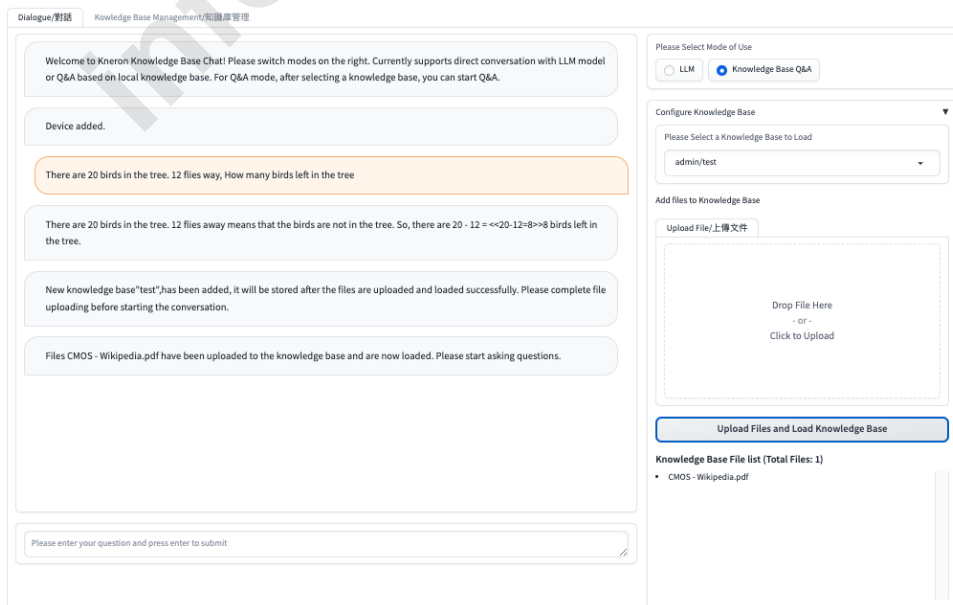 Dialogue/對話
Kowledge Base Management/知識庫管理
Welcome to Kneron Knowledge Base Chat! Please switch modes on the right. Currently supports direct conversation with LLM model
or Q&A based on local knowledge base. For Q&A mode, after selecting a knowledge base, you can start Q&A.
Device added.
There are 20 birds in the tree. 12 flies way, How many birds left in the tree
There are 20 birds in the tree. 12 flies away means that the birds are not in the tree. So, there are 20 - 12 = <<20-12=8>>8 birds left in
the tree.
New knowledge base"test",has been added, it will be stored after the files are uploaded and loaded successfully. Please complete file
uploading before starting the conversation.
Files CMOS - Wikipedia.pdf have been uploaded to the knowledge base and are now loaded. Please start asking questions.
Please enter your question and press enter to submit
Please Select Mode of Use
LLM
Knowledge Base Q&A
Configure Knowledge Base
Please Select a Knowledge Base to Load
admin/test
Add files to Knowledge Base
Upload File/上傳文件
Drop File Here
- or -
Click to Upload
Upload Files and Load Knowledge Base
Knowledge Base File list (Total Files: 1)
• CMOS - Wikipedia.pdf